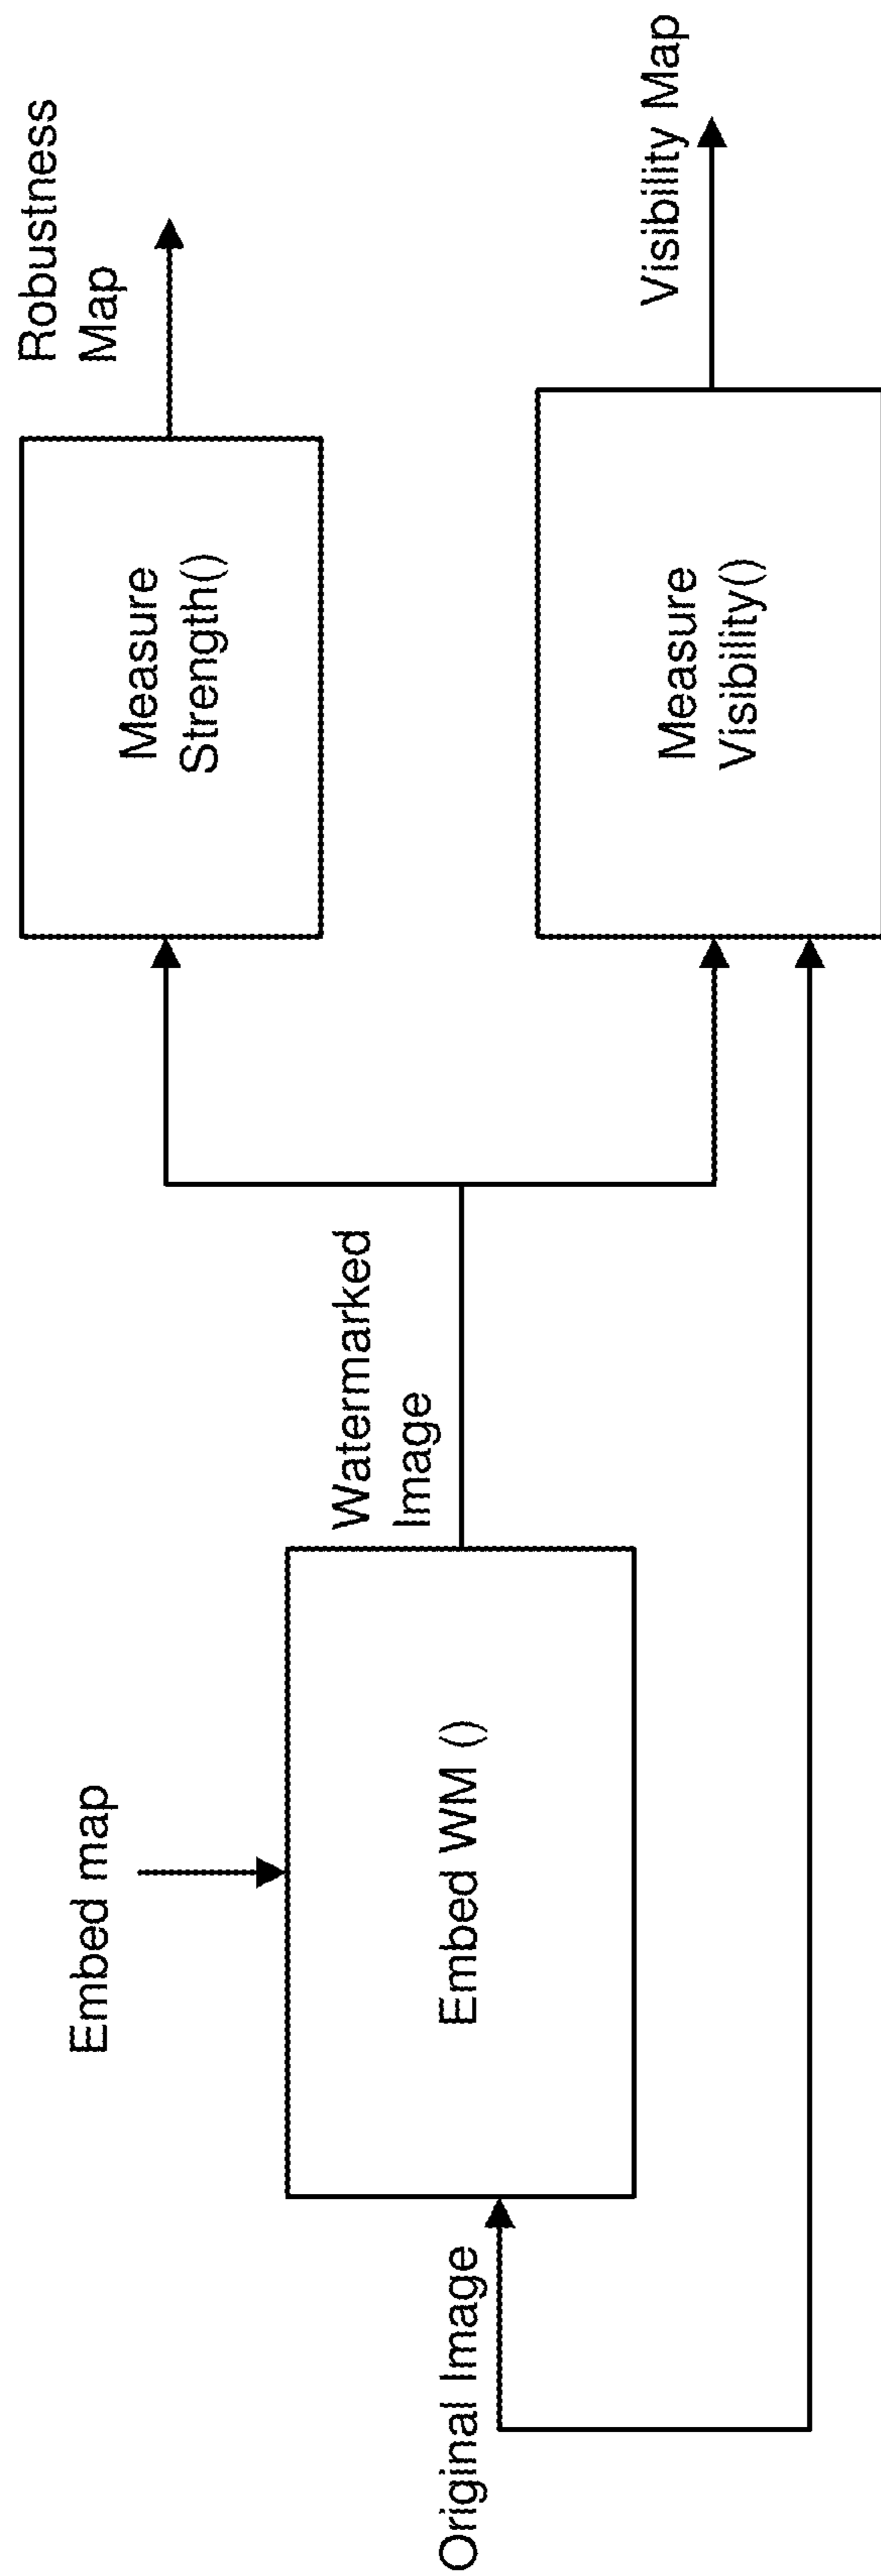 Original Image
Embed map
Embed WM ()
Watermarked
Image
Measure
Strength()
Robustness
Map
Measure
Visibility()
Visibility Map